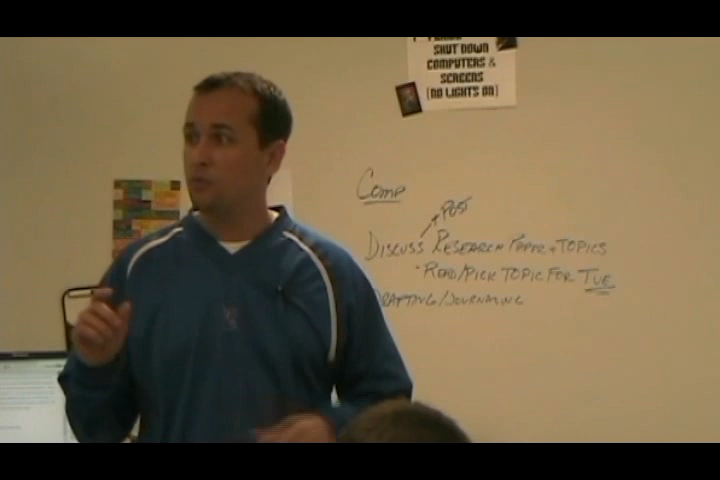 SHUT DOWN
COMPUTERS &
SCREENS
(NO LIGHTS ON)
COMP
POST
DISCUSS RESEARCH PAPER + TOPICS
- READ/PICK TOPIC FOR TUE
DRAFTING/JOURNALING